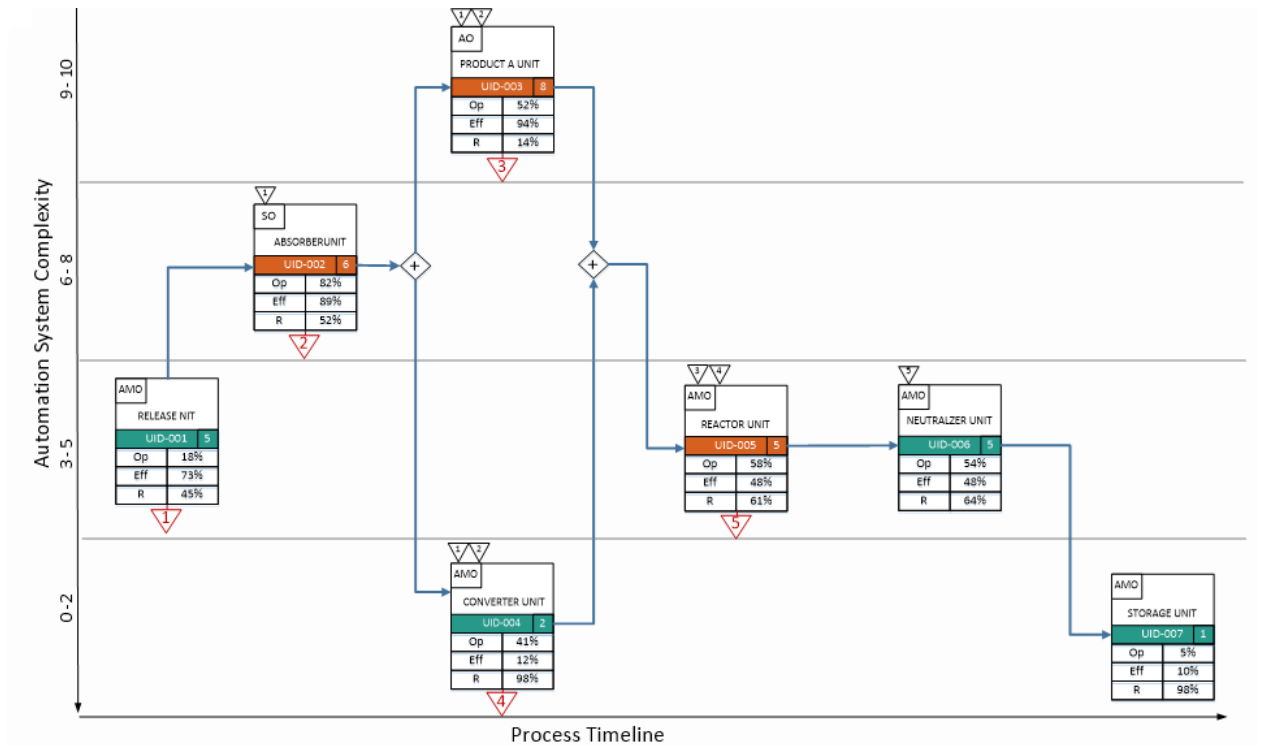 Automation System Complexity
9 - 10
6 - 8
3 - 5
0 - 2
1
AMO
RELEASE NIT
UID-001 5
Op 18%
Eff 73%
R 45%
1
SO
ABSORBERUNIT
UID-002 6
Op 82%
Eff 89%
R 52%
2
+
1 2
AO
PRODUCT A UNIT
UID-003 8
Op 52%
Eff 94%
R 14%
3
1 2
AMO
CONVERTER UNIT
UID-004 2
Op 41%
Eff 12%
R 98%
4
+
3 4
AMO
REACTOR UNIT
UID-005 5
Op 58%
Eff 48%
R 61%
5
5
AMO
NEUTRALZER UNIT
UID-006 5
Op 54%
Eff 48%
R 64%
AMO
STORAGE UNIT
UID-007 1
Op 5%
Eff 10%
R 98%
Process Timeline